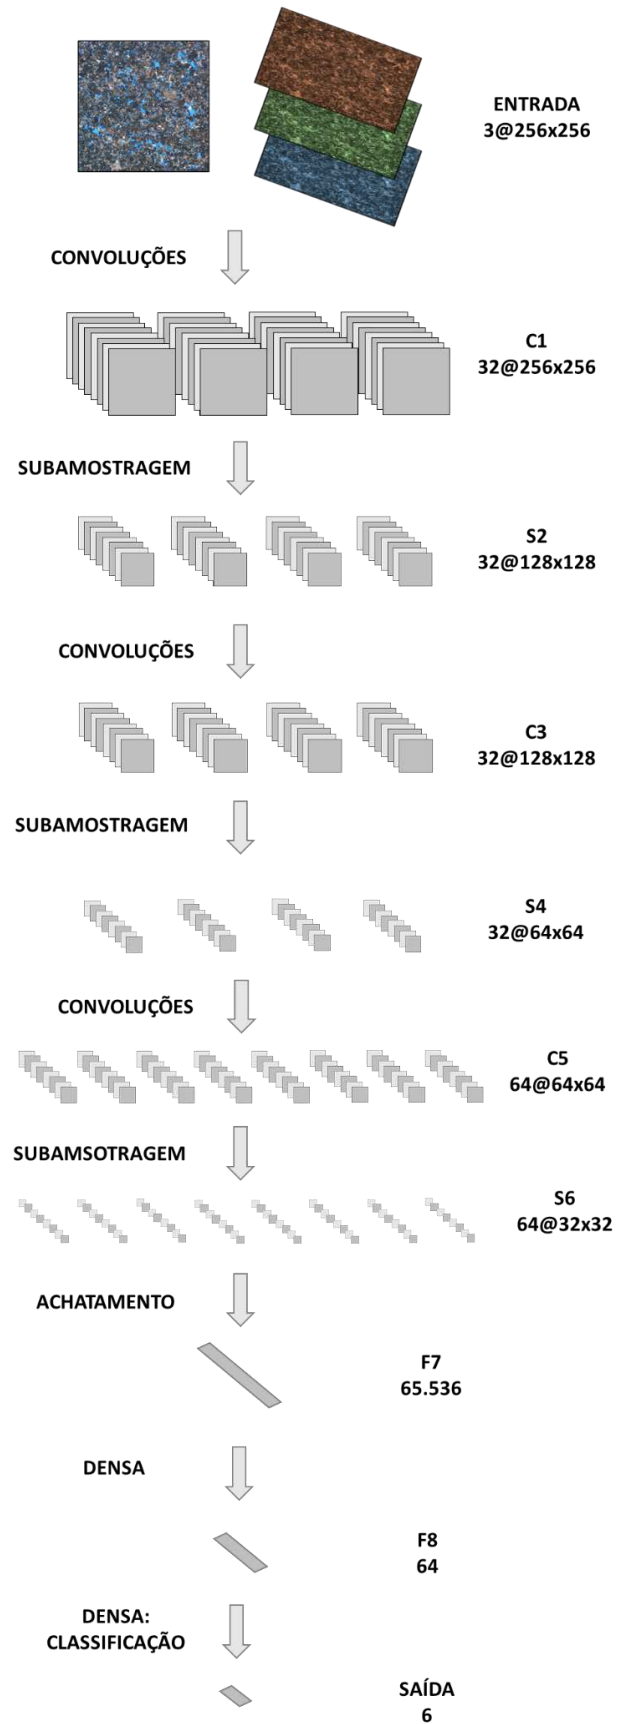 ENTRADA
3@256x256
CONVOLUÇÕES
C1
32@256x256
SUBAMOSTRAGEM
S2
32@128x128
CONVOLUÇÕES
C3
32@128x128
SUBAMOSTRAGEM
S4
32@64x64
CONVOLUÇÕES
C5
64@64x64
SUBAMSOTRAGEM
S6
64@32x32
ACHATAMENTO
F7
65.536
DENSA
F8
64
DENSA:
CLASSIFICAÇÃO
SAÍDA
6